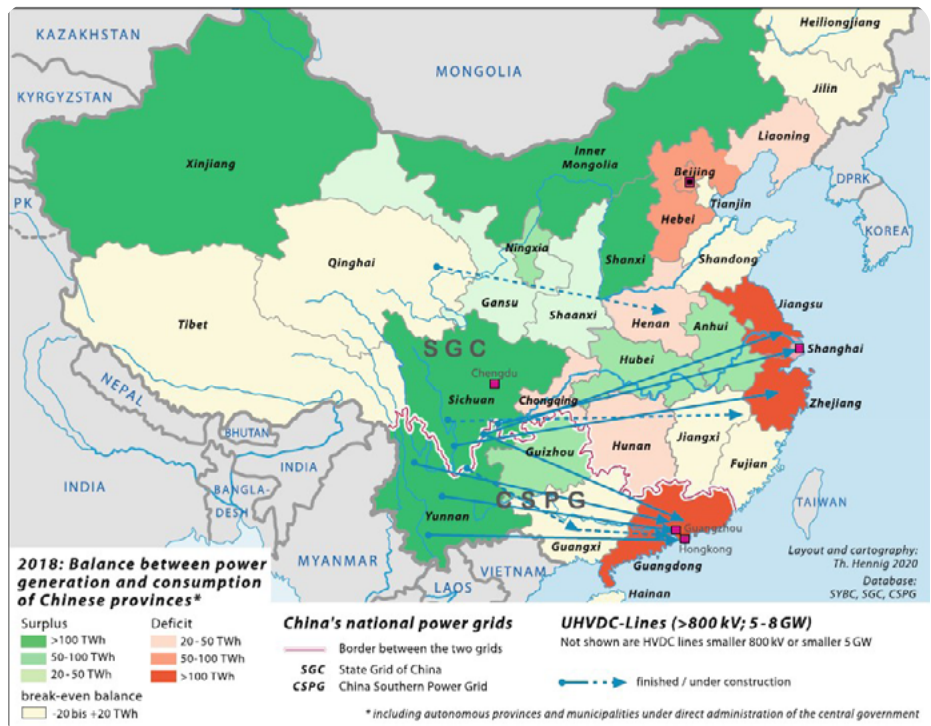 KAZAKHSTAN
Heiliongjiang
MONGOLIA
KYRGYZSTAN
Jilin
Liaoning
Inner
Mongolia
Xinjiang
Beijing
DPRK
PK
Tianjin
KOREA
Hebei
Ningxia
Shanxi
Shandong
Qinghai
Gansu
Shaanxi
Henan
Jiangsu
Anhui
Tibet
SGC
Hubei
Shanghai
Chengdu
Sichuan
Chongqing
Zhejiang
NEPAL
BHUTAN
Guizhou
Hunan
Jiangxi
INDIA
Fujian
INDIA
BANGLA-
DESH
CSPG
TAIWAN
Yunnan
Guangzhou
Hongkong
Guangxi
MYANMAR
VIETNAM
Guangdong
LAOS
Hainan
Layout and cartography:
Th. Hennig 2020
Database:
SYBC, SGC, CSPG
2018: Balance between power
generation and consumption
of Chinese provinces*
Surplus
>100 TWh
50-100 TWh
20-50 TWh
Deficit
20-50 TWh
50-100 TWh
>100 TWh
break-even balance
-20 bis +20 TWh
China's national power grids
Border between the two grids
SGC State Grid of China
CSPG China Southern Power Grid
UHVDC-Lines (>800 kV; 5-8 GW)
Not shown are HVDC lines smaller 800 kV or smaller 5 GW
finished / under construction
* including autonomous provinces and municipalities under direct administration of the central government